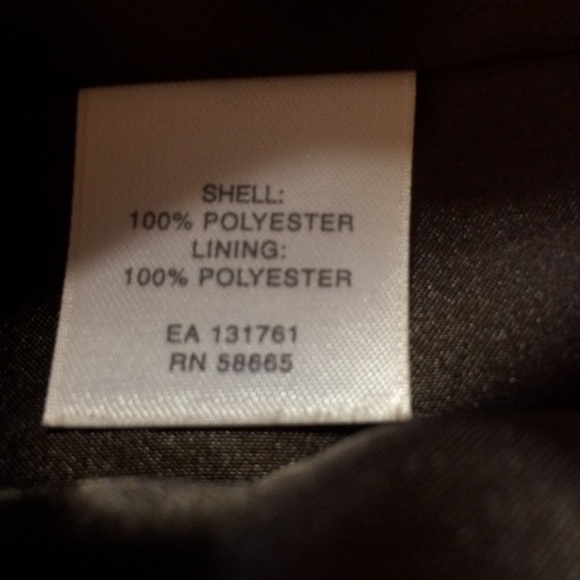 SHELL:
100% POLYESTER
LINING:
100% POLYESTER
EA 131761
RN 58665